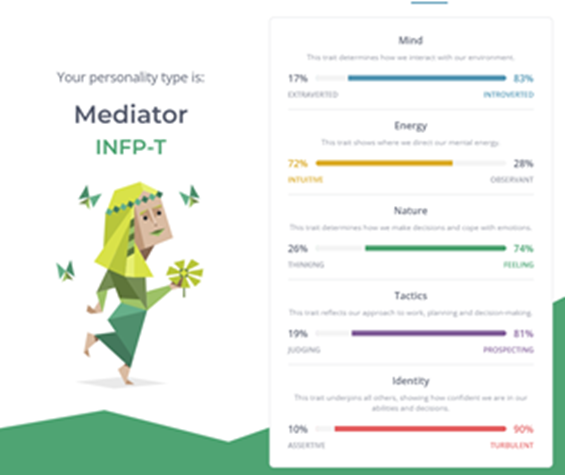 Your personality type is:
Mediator
INFP-T
Mind
This trait determines how we interact with our environment.
17% 83%
EXTRAVERTED INTROVERTED
Energy
This trait shows where we direct our mental energy.
72% 28%
INTUITIVE OBSERVANT
Nature
This trait determines how we make decisions and cope with emotions.
26% 74%
THINKING FEELING
Tactics
This trait reflects our approach to work, planning and decision-making.
19% 81%
JUDGING PROSPECTING
Identity
This trait underpins all others, showing how confident we are in our
abilities and decisions.
10% 90%
ASSERTIVE TURBULENT